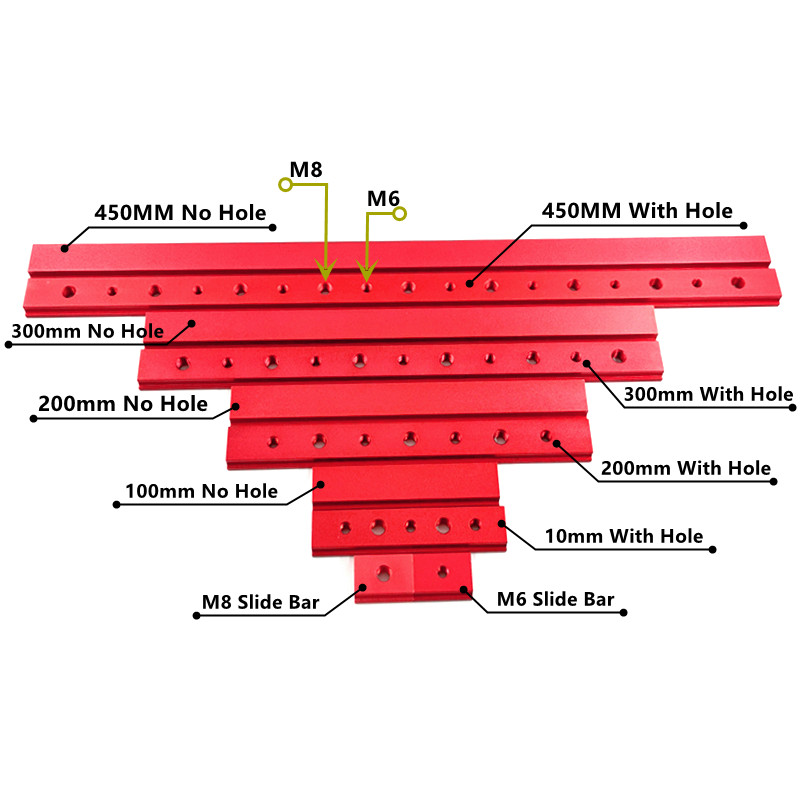 M8
M6
450MM No Hole
450MM With Hole
300mm No Hole
300mm With Hole
200mm No Hole
200mm With Hole
100mm No Hole
10mm With Hole
M8 Slide Bar
M6 Slide Bar